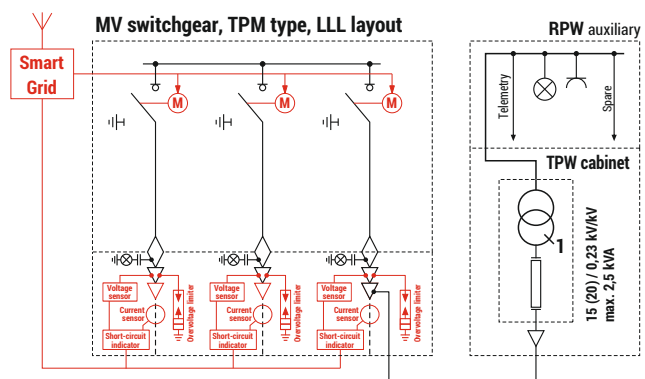 MV switchgear, TPM type, LLL layout
RPW auxiliary
Smart
Grid
M
M
M
Telemetry
Spare
TPW cabinet
1
15 (20) / 0,23 kV/kV
max. 2,5 kVA
Voltage
sensor
Current
sensor
Short-circuit
indicator
Overvoltage limiter
Voltage
sensor
Current
sensor
Short-circuit
indicator
Overvoltage limiter
Voltage
sensor
Current
sensor
Short-circuit
indicator
Overvoltage limiter